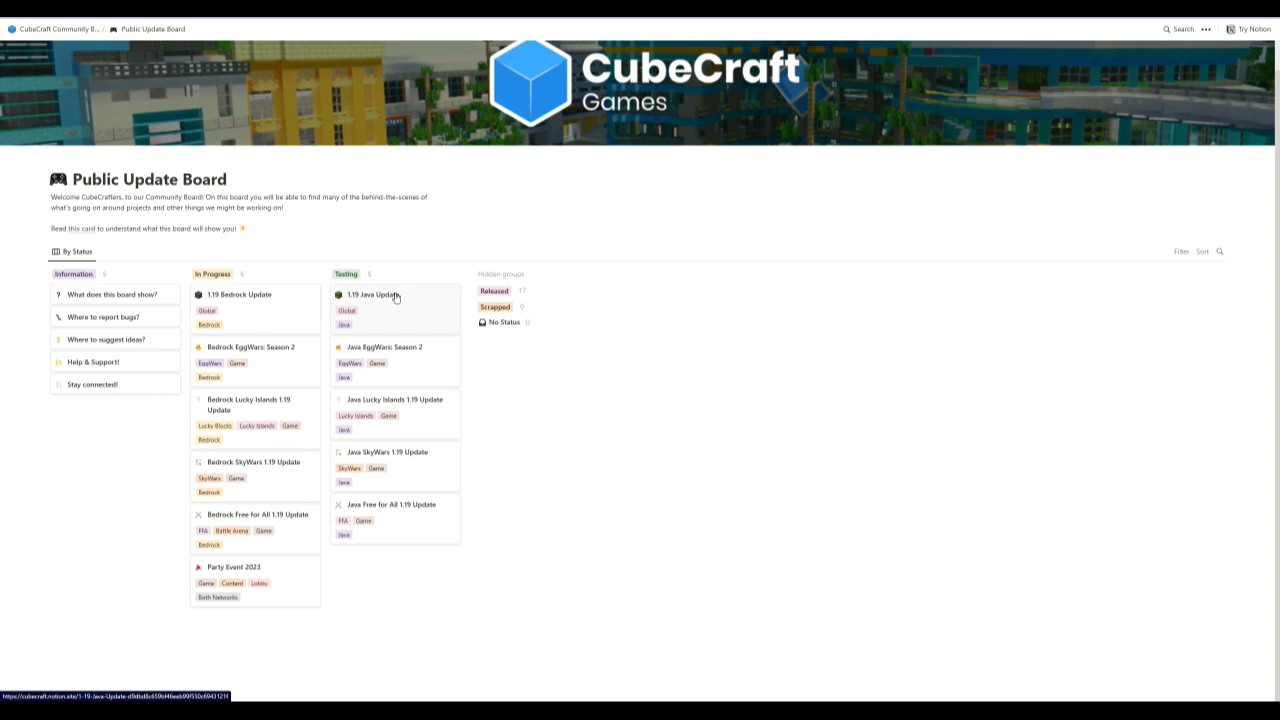 CubeCraft Community B... / Public Update Board
Search ••• Try Notion
CubeCraft
Games
Public Update Board
Welcome CubeCrafters, to our Community Board! On this board you will be able to find many of the behind-the-scenes of
what's going on around projects and other things we might be working on!
Read this card to understand what this board will show you!
By Status
Filter Sort
Information 5
What does this board show?
Where to report bugs?
Where to suggest ideas?
Help & Support!
Stay connected!
In Progress 6
1.19 Bedrock Update
Global
Bedrock
Bedrock EggWars: Season 2
EggWars Game
Bedrock
Bedrock Lucky Islands 1.19
Update
Lucky Blocks Lucky Islands Game
Bedrock
Bedrock SkyWars 1.19 Update
SkyWars Game
Bedrock
Bedrock Free for All 1.19 Update
FFA Battle Arena Game
Bedrock
Party Event 2023
Game Content Lobby
Both Networks
Testing 5
1.19 Java Update
Global
Java
Java EggWars: Season 2
EggWars Game
Java
Java Lucky Islands 1.19 Update
Lucky Islands Game
Java
Java SkyWars 1.19 Update
SkyWars Game
Java
Java Free for All 1.19 Update
FFA Game
Java
Hidden groups
Released 17
Scrapped 0
No Status 0